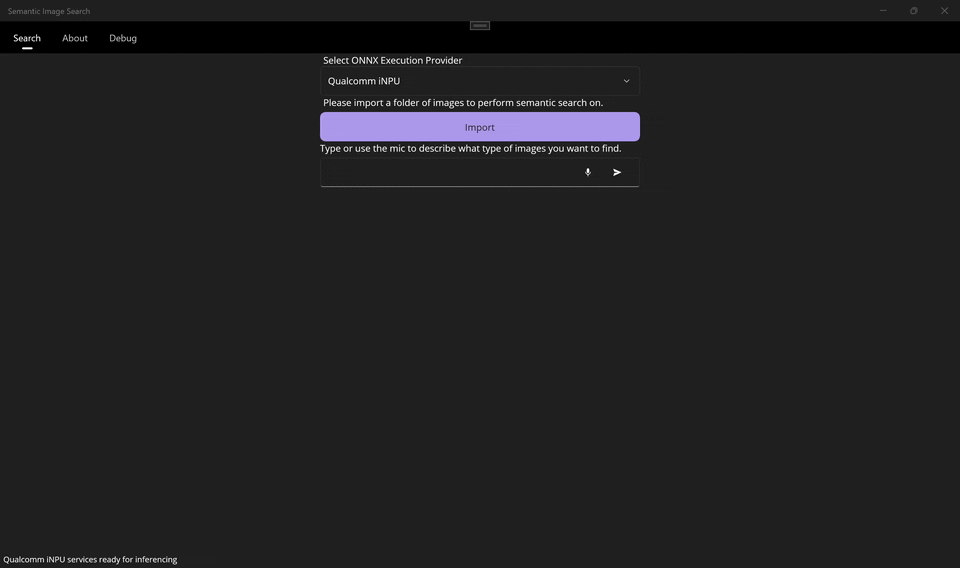 Semantic Image Search
Search About Debug
Select ONNX Execution Provider
Qualcomm iNPU
Please import a folder of images to perform semantic search on.
Import
Type or use the mic to describe what type of images you want to find.
Qualcomm iNPU services ready for inferencing